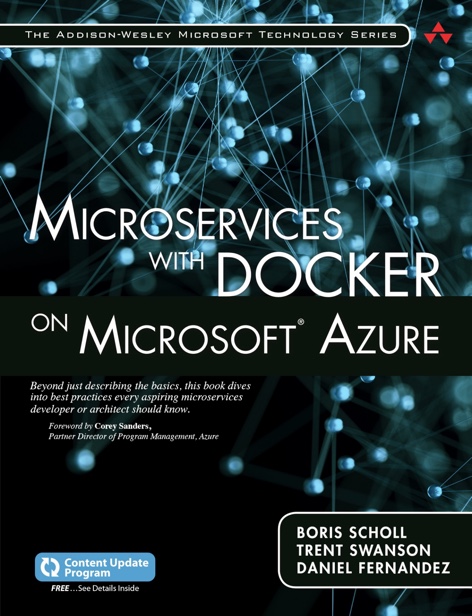 The Addison-Wesley Microsoft Technology Series
Microservices
with Docker
on Microsoft® Azure
Beyond just describing the basics, this book dives
into best practices every aspiring microservices
developer or architect should know.
Foreword by Corey Sanders,
Partner Director of Program Management, Azure
BORIS SCHOLL
TRENT SWANSON
DANIEL FERNANDEZ
Content Update
Program
FREE...See Details Inside